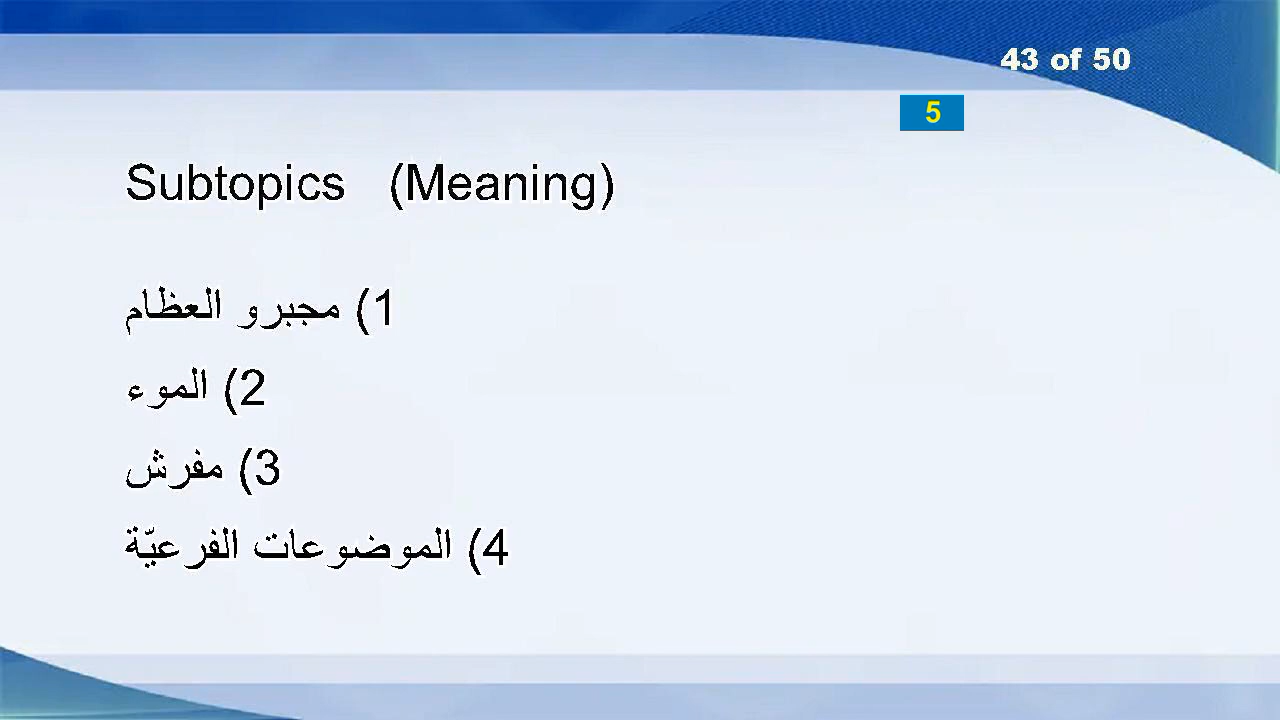 43 of 50
5
Subtopics (Meaning)
1) مجبرو العظام
2) الموء
3) مفرش
4) الموضوعات الفرعيّة